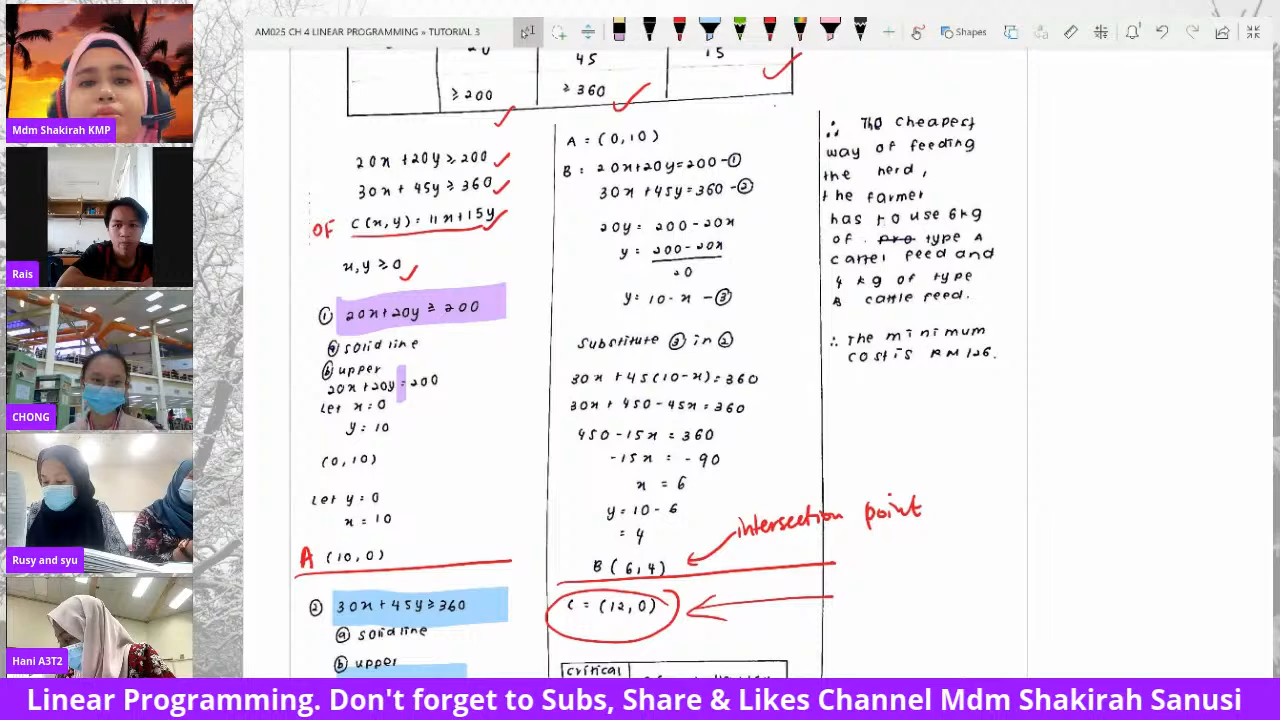 Mdm Shakirah KMP
Rais
CHONG
Rusy and syu
Hani A3T2
AM025 CH 4 LINEAR PROGRAMMING » TUTORIAL 3
Shapes
20
45
15
≥ 200
≥ 360
20x + 20y ≥ 200
30x + 45y ≥ 360
OF C(x,y) = 11x + 15y
x, y ≥ 0
① 20x + 20y ≥ 200
ⓐ solid line
ⓑ upper
20x + 20y = 200
Let x = 0
y = 10
(0, 10)
Let y = 0
x = 10
A (10, 0)
② 30x + 45y ≥ 360
ⓐ solid line
ⓑ upper
A = (0, 10)
B : 20x + 20y = 200 - ①
30x + 45y = 360 - ②
20y = 200 - 20x
y = 200 - 20x
20
y = 10 - x - ③
Substitute ③ in ②
30x + 45(10 - x) = 360
30x + 450 - 45x = 360
450 - 15x = 360
-15x = -90
x = 6
y = 10 - 6
= 4
B (6, 4)
intersection point
C = (12, 0)
critical
∴ The cheapest
way of feeding
the herd,
the farmer
has to use 6kg
of type A
cattel feed and
4 kg of type
B cattle feed.
∴ The minimum
cost is RM 126.
Linear Programming. Don't forget to Subs, Share & Likes Channel Mdm Shakirah Sanusi